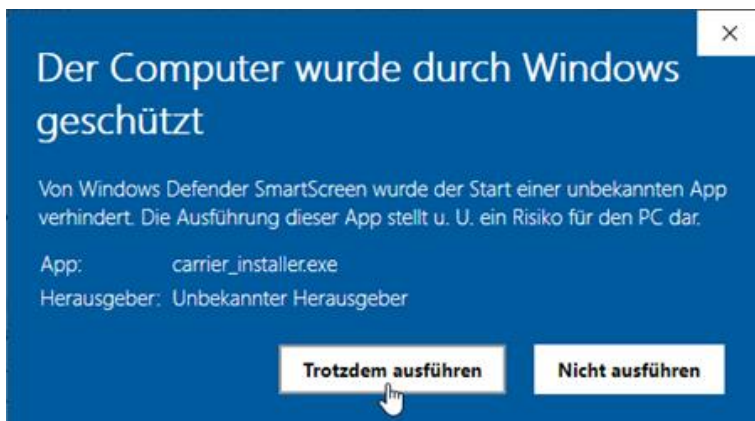 Der Computer wurde durch Windows
geschützt
Von Windows Defender SmartScreen wurde der Start einer unbekannten App
verhindert. Die Ausführung dieser App stellt u. U. ein Risiko für den PC dar.
App: carrier_installer.exe
Herausgeber: Unbekannter Herausgeber
Trotzdem ausführen Nicht ausführen